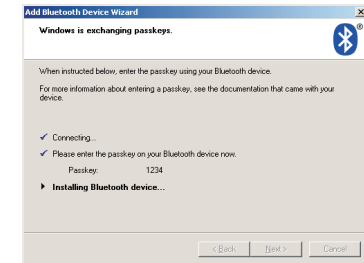 Add Bluetooth Device Wizard
Windows is exchanging passkeys.
When instructed below, enter the passkey using your Bluetooth device.
For more information about entering a passkey, see the documentation that came with your
device.
Connecting...
Please enter the passkey on your Bluetooth device now.
Passkey: 1234
Installing Bluetooth device...
< Back Next > Cancel